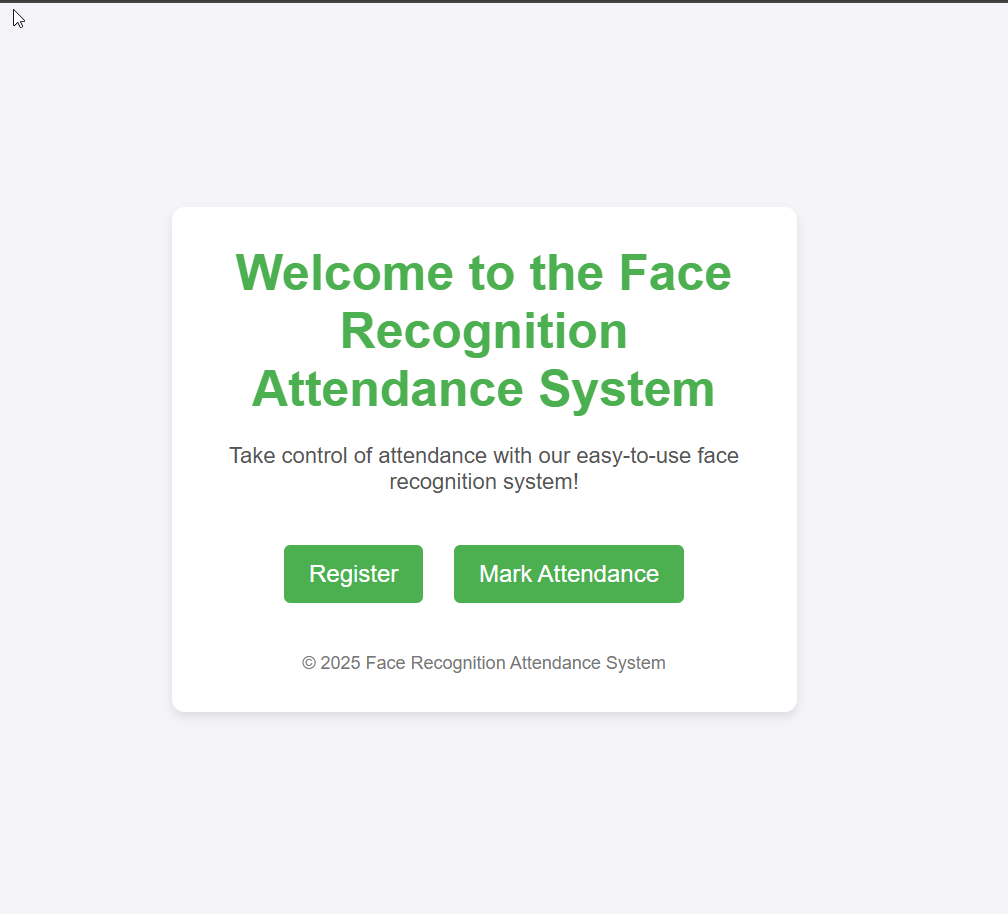 Welcome to the Face
Recognition
Attendance System
Take control of attendance with our easy-to-use face
recognition system!
Register
Mark Attendance
© 2025 Face Recognition Attendance System